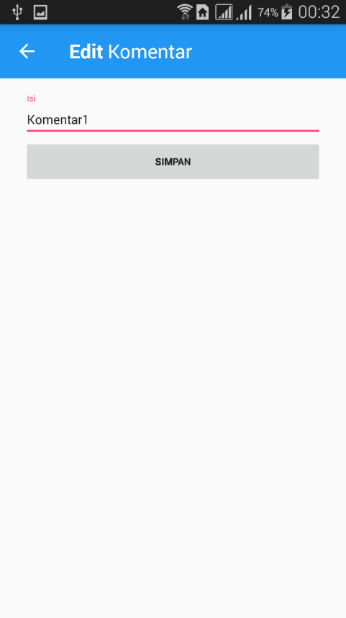 74% 00:32
Edit Komentar
Isi
Komentar1
SIMPAN